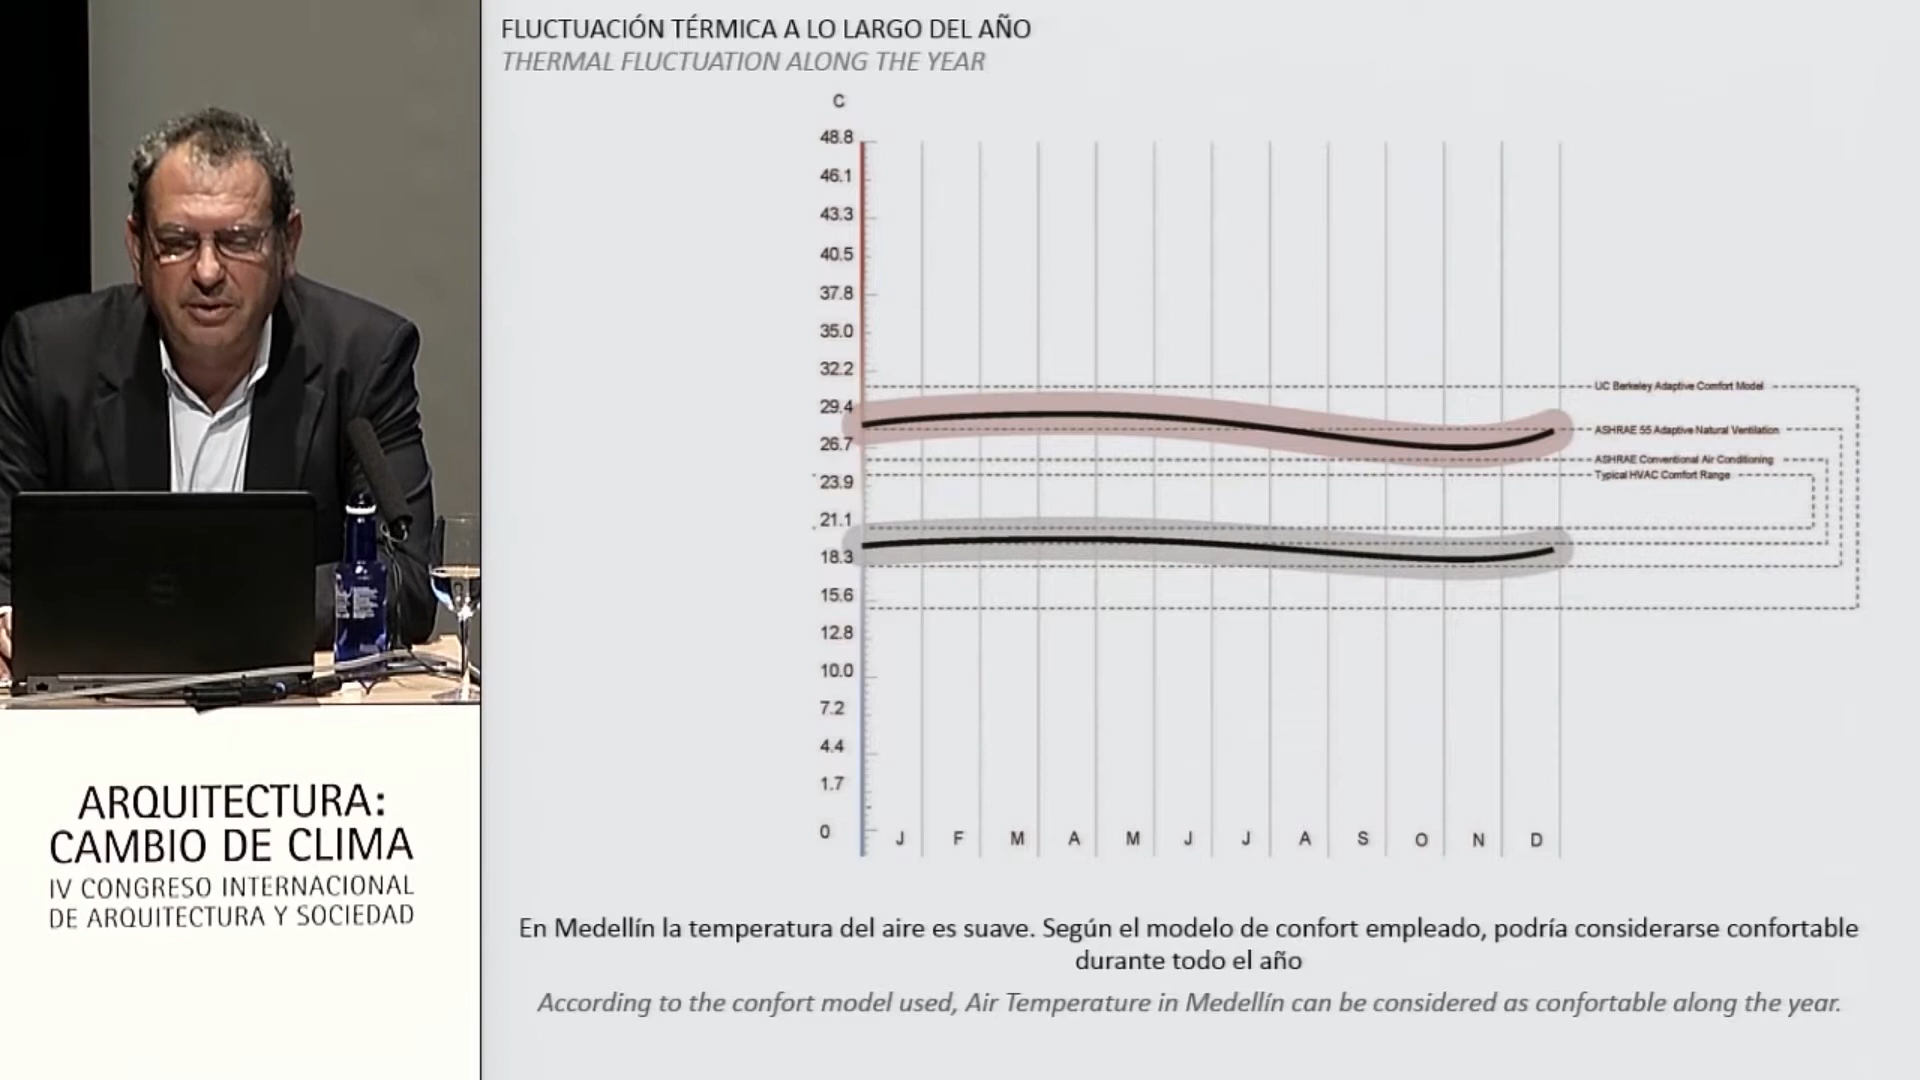 FLUCTUACIÓN TÉRMICA A LO LARGO DEL AÑO
THERMAL FLUCTUATION ALONG THE YEAR
C
48.8
46.1
43.3
40.5
37.8
35.0
32.2
29.4
26.7
23.9
21.1
18.3
15.6
12.8
10.0
7.2
4.4
1.7
0
J F M A M J J A S O N D
UC Berkeley Adaptive Comfort Model
ASHRAE 55 Adaptive Natural Ventilation
ASHRAE Conventional Air Conditioning
Typical HVAC Comfort Range
En Medellín la temperatura del aire es suave. Según el modelo de confort empleado, podría considerarse confortable
durante todo el año
According to the confort model used, Air Temperature in Medellín can be considered as confortable along the year.
ARQUITECTURA:
CAMBIO DE CLIMA
IV CONGRESO INTERNACIONAL
DE ARQUITECTURA Y SOCIEDAD